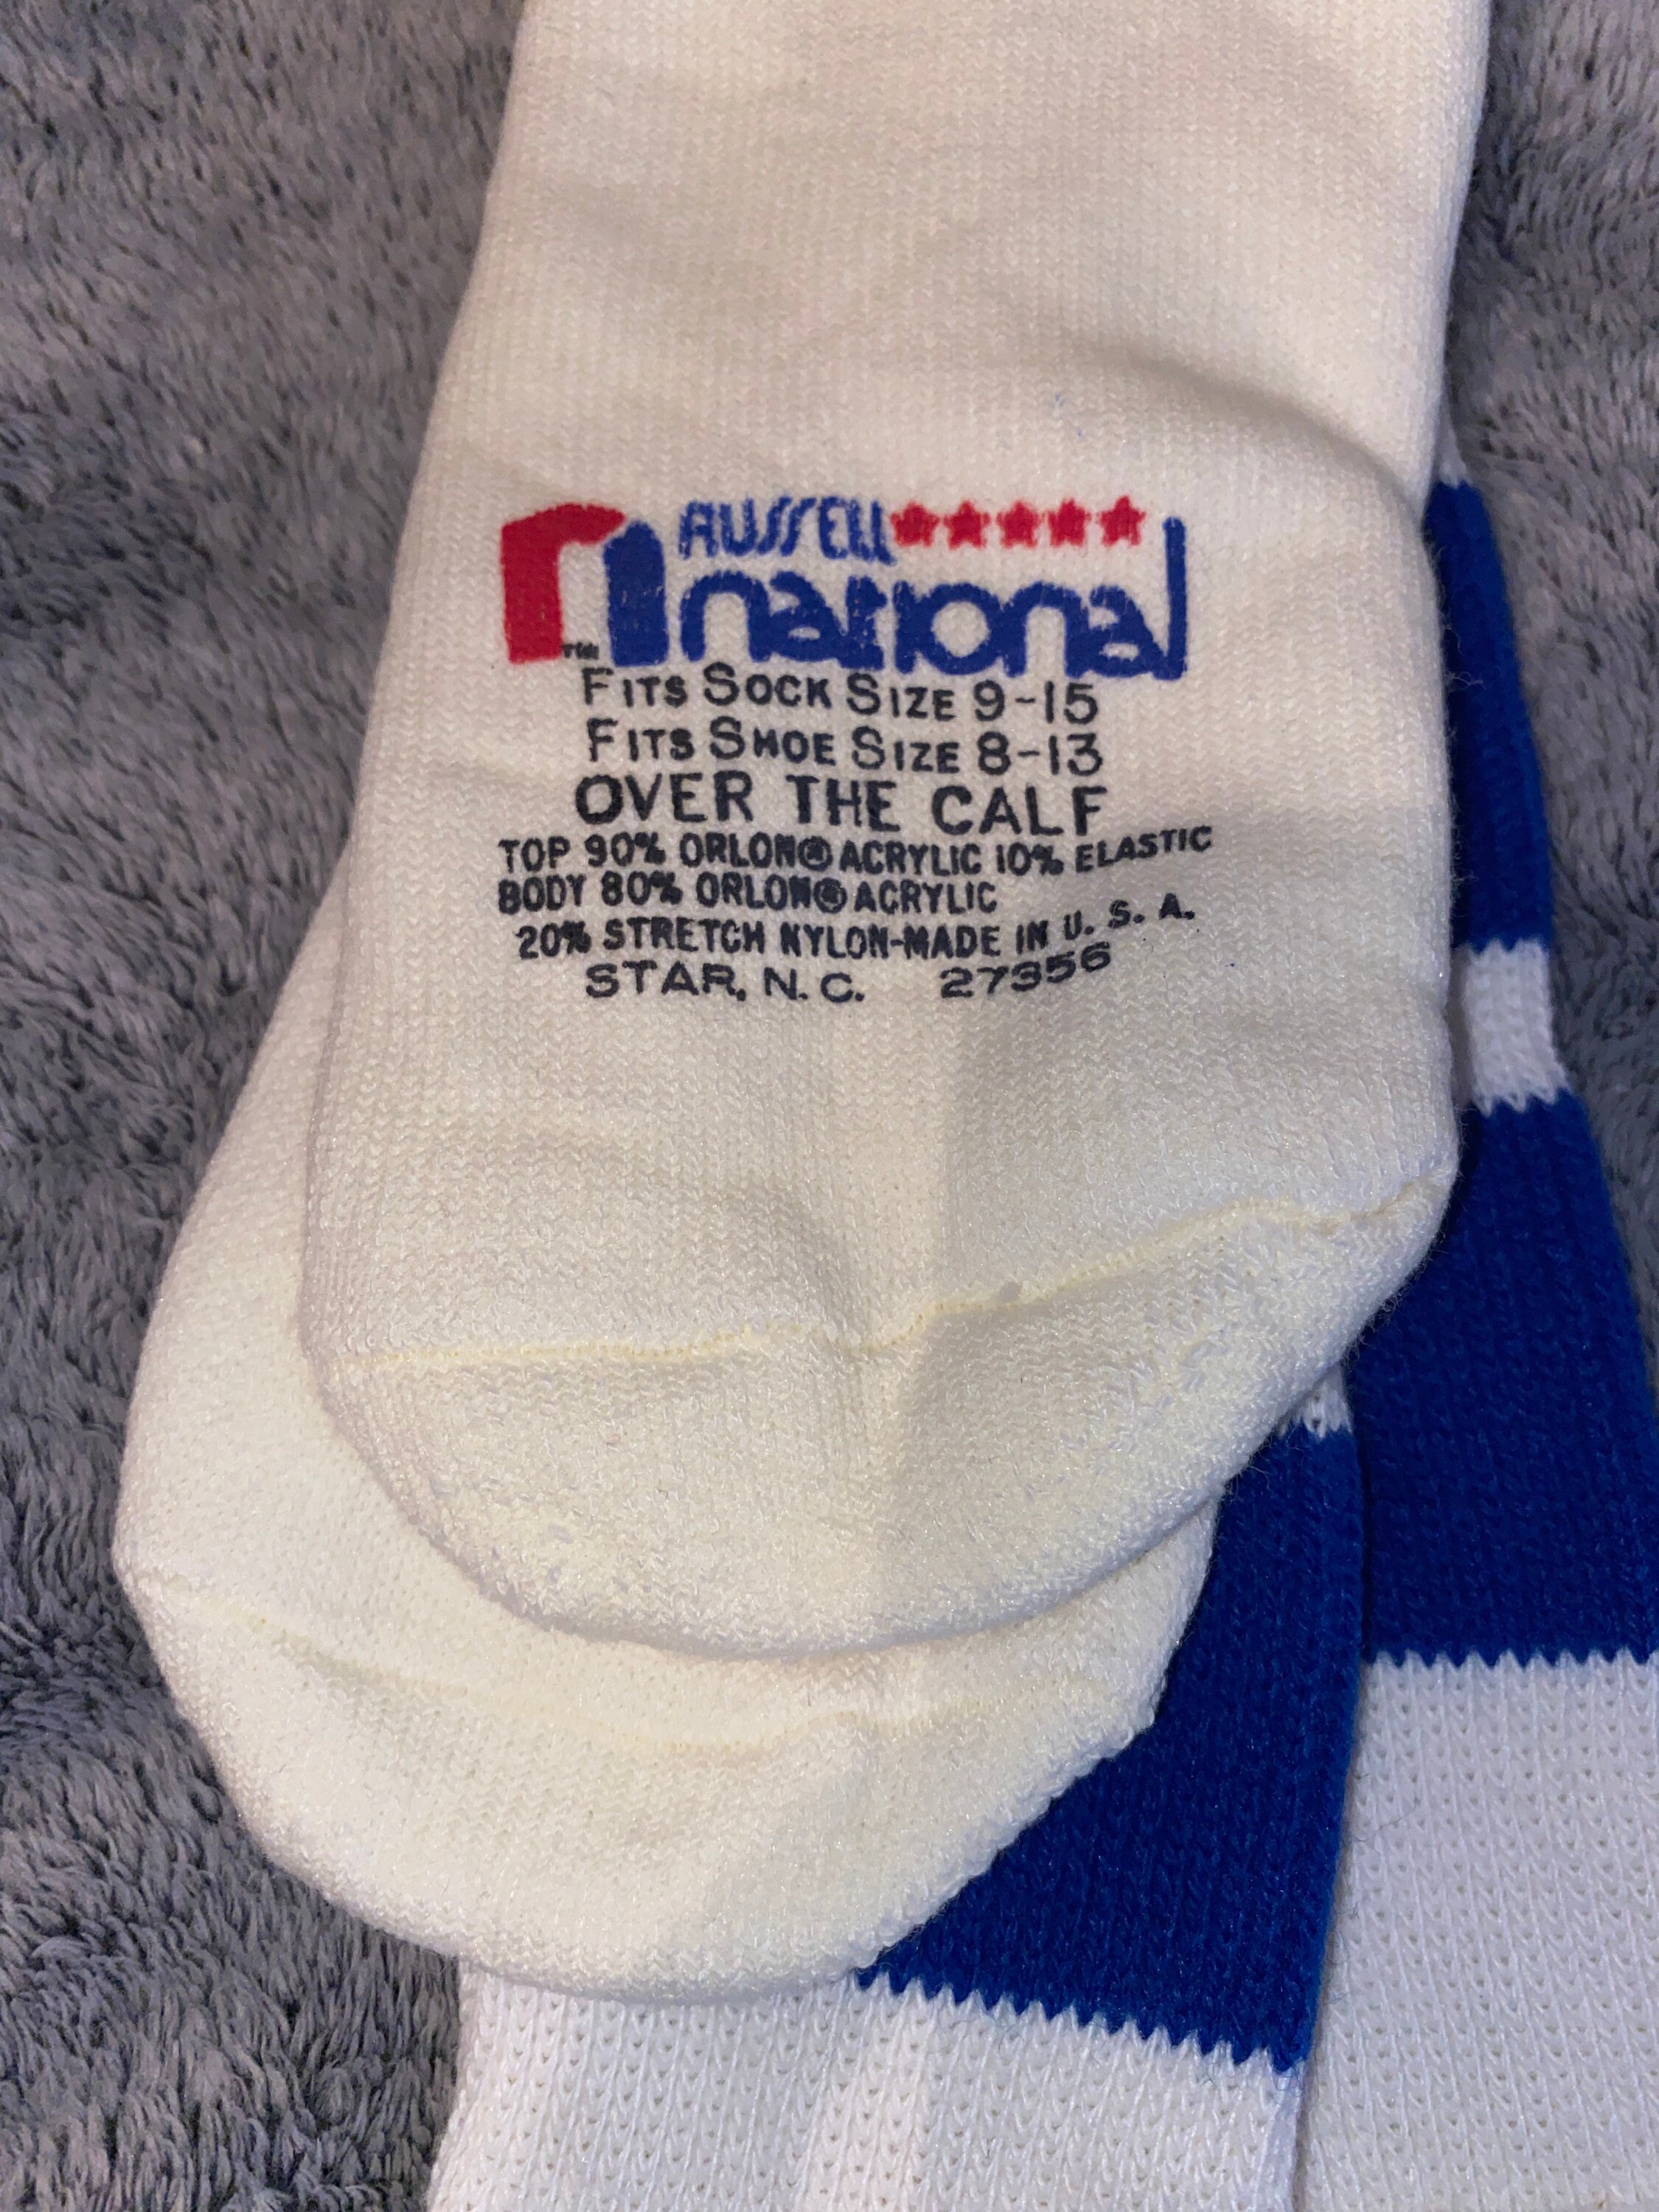 RUSSELL★★★★★
national
TM
FITS SOCK SIZE 9-15
FITS SHOE SIZE 8-13
OVER THE CALF
TOP 90% ORLON® ACRYLIC 10% ELASTIC
BODY 80% ORLON® ACRYLIC
20% STRETCH NYLON-MADE IN U. S. A.
STAR, N. C. 27356